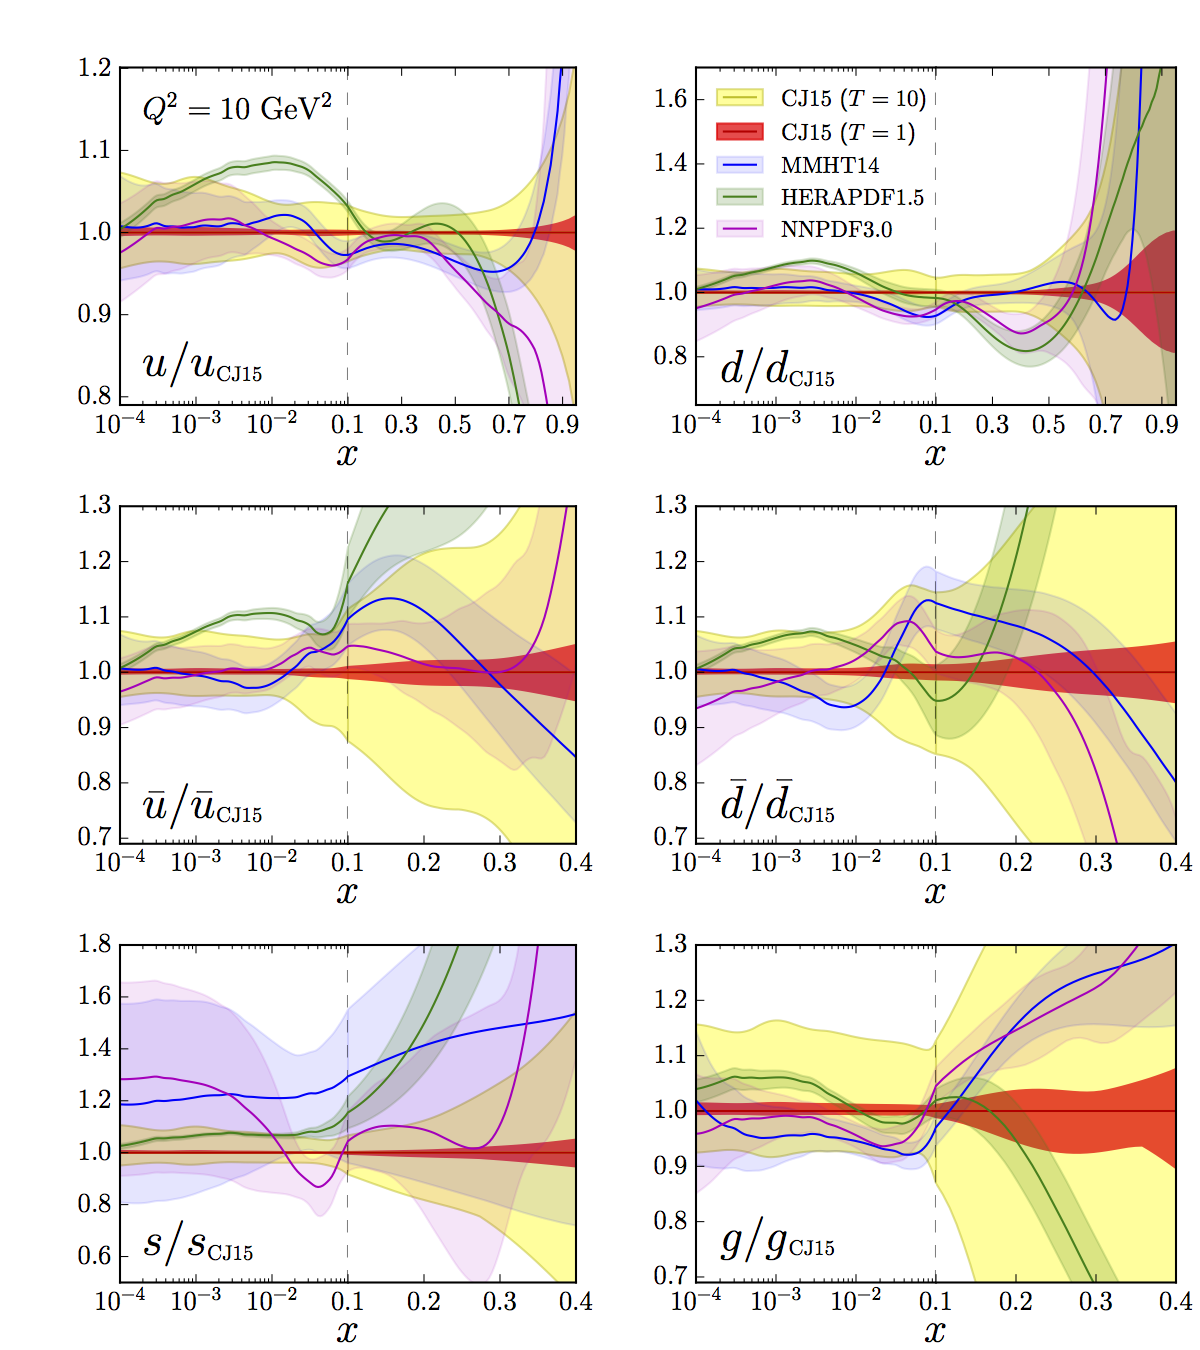 Q² = 10 GeV²
1.2
1.1
1.0
0.9
0.8
u/u_CJ15
10⁻⁴ 10⁻³ 10⁻² 0.1 0.3 0.5 0.7 0.9
x
CJ15 (T = 10)
CJ15 (T = 1)
MMHT14
HERAPDF1.5
NNPDF3.0
1.6
1.4
1.2
1.0
0.8
d/d_CJ15
10⁻⁴ 10⁻³ 10⁻² 0.1 0.3 0.5 0.7 0.9
x
1.3
1.2
1.1
1.0
0.9
0.8
0.7
ū/ū_CJ15
10⁻⁴ 10⁻³ 10⁻² 0.1 0.2 0.3 0.4
x
1.3
1.2
1.1
1.0
0.9
0.8
0.7
d̄/d̄_CJ15
10⁻⁴ 10⁻³ 10⁻² 0.1 0.2 0.3 0.4
x
1.8
1.6
1.4
1.2
1.0
0.8
0.6
s/s_CJ15
10⁻⁴ 10⁻³ 10⁻² 0.1 0.2 0.3 0.4
x
1.3
1.2
1.1
1.0
0.9
0.8
0.7
g/g_CJ15
10⁻⁴ 10⁻³ 10⁻² 0.1 0.2 0.3 0.4
x